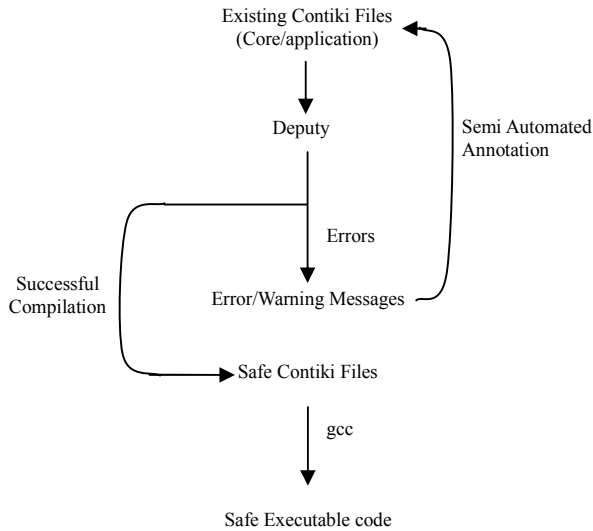 Existing Contiki Files
(Core/application)
Deputy
Semi Automated
Annotation
Errors
Successful
Compilation
Error/Warning Messages
Safe Contiki Files
gcc
Safe Executable code